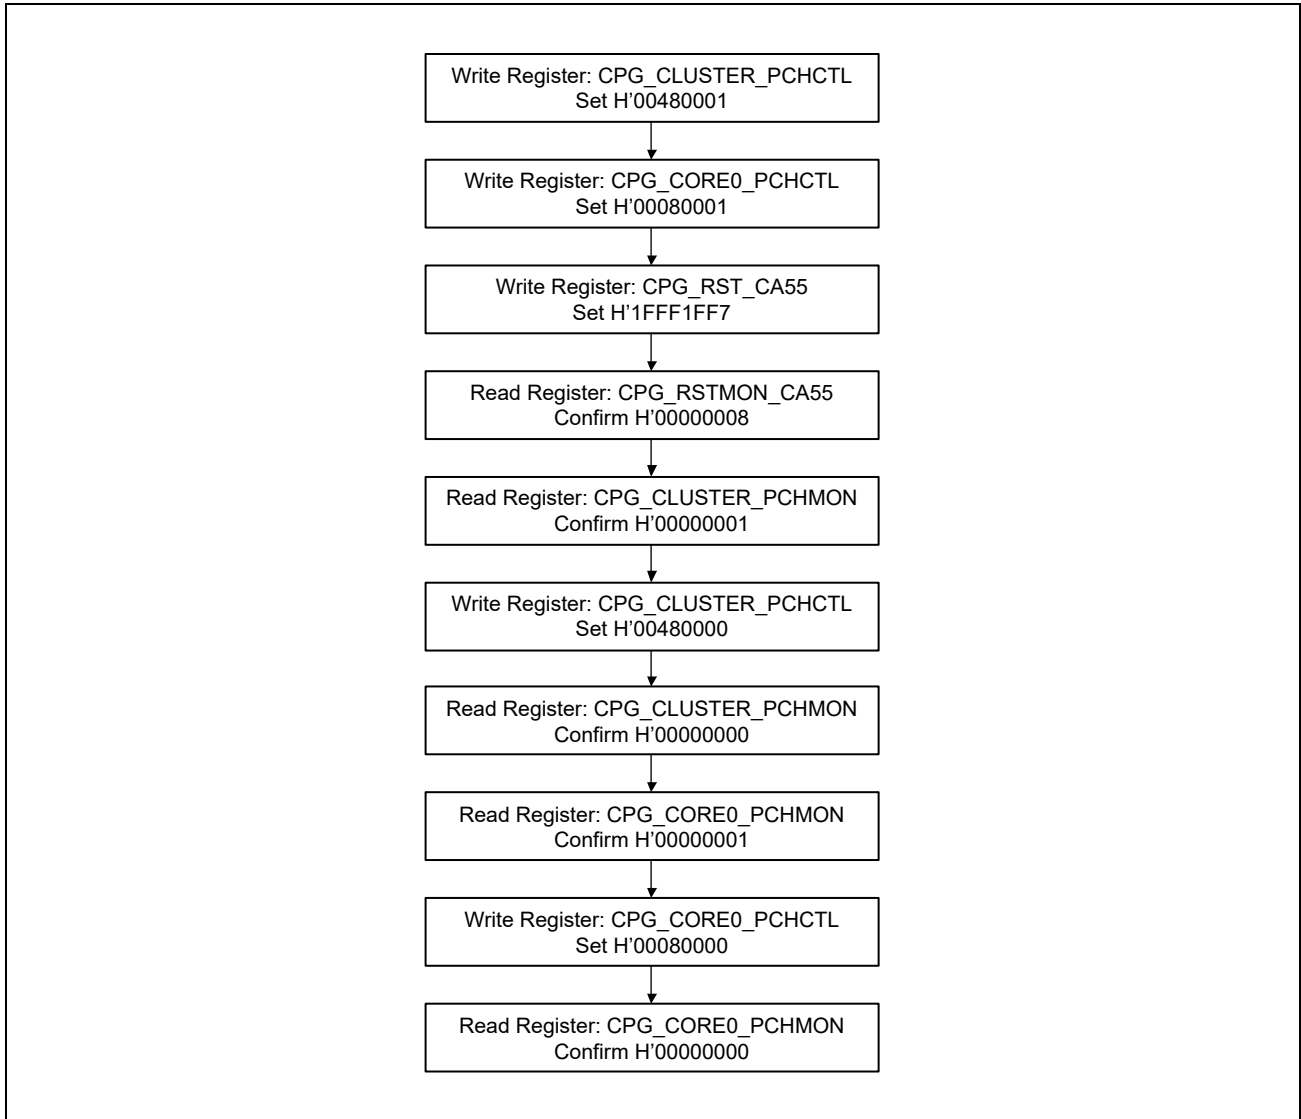 Write Register: CPG_CLUSTER_PCHCTL
Set H’00480001
Write Register: CPG_CORE0_PCHCTL
Set H’00080001
Write Register: CPG_RST_CA55
Set H’1FFF1FF7
Read Register: CPG_RSTMON_CA55
Confirm H’00000008
Read Register: CPG_CLUSTER_PCHMON
Confirm H’00000001
Write Register: CPG_CLUSTER_PCHCTL
Set H’00480000
Read Register: CPG_CLUSTER_PCHMON
Confirm H’00000000
Read Register: CPG_CORE0_PCHMON
Confirm H’00000001
Write Register: CPG_CORE0_PCHCTL
Set H’00080000
Read Register: CPG_CORE0_PCHMON
Confirm H’00000000